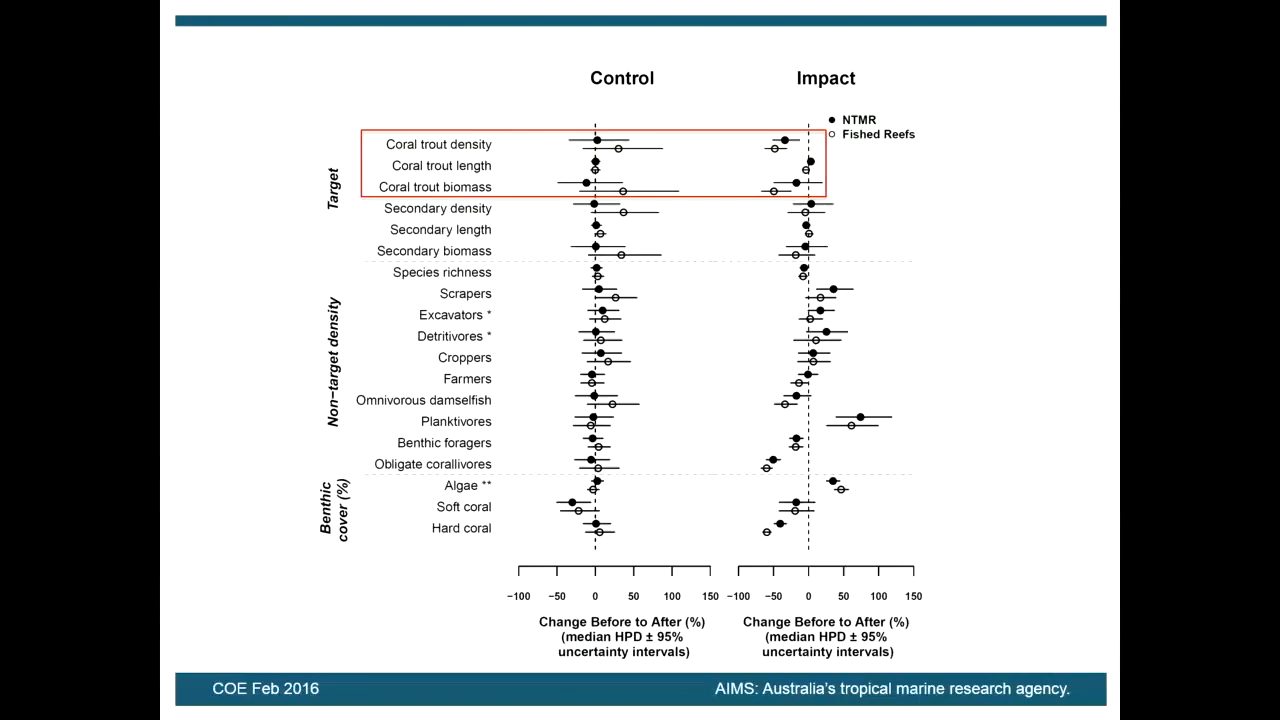 Control
Impact
NTMR
Fished Reefs
Target
Coral trout density
Coral trout length
Coral trout biomass
Secondary density
Secondary length
Secondary biomass
Non−target density
Species richness
Scrapers
Excavators *
Detritivores *
Croppers
Farmers
Omnivorous damselfish
Planktivores
Benthic foragers
Obligate corallivores
Benthic
cover (%)
Algae **
Soft coral
Hard coral
−100 −50 0 50 100 150
−100 −50 0 50 100 150
Change Before to After (%)
(median HPD ± 95%
uncertainty intervals)
Change Before to After (%)
(median HPD ± 95%
uncertainty intervals)
COE Feb 2016
AIMS: Australia's tropical marine research agency.